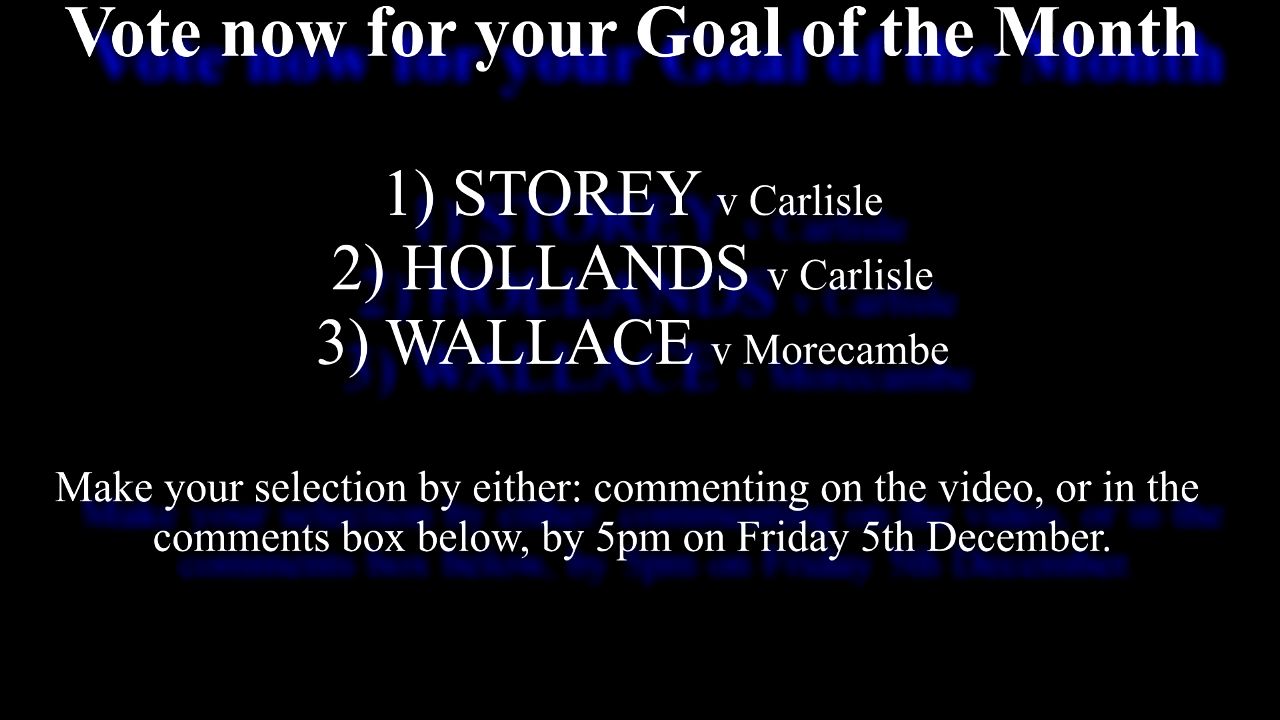 Vote now for your Goal of the Month
1) STOREY v Carlisle
2) HOLLANDS v Carlisle
3) WALLACE v Morecambe
Make your selection by either: commenting on the video, or in the
comments box below, by 5pm on Friday 5th December.